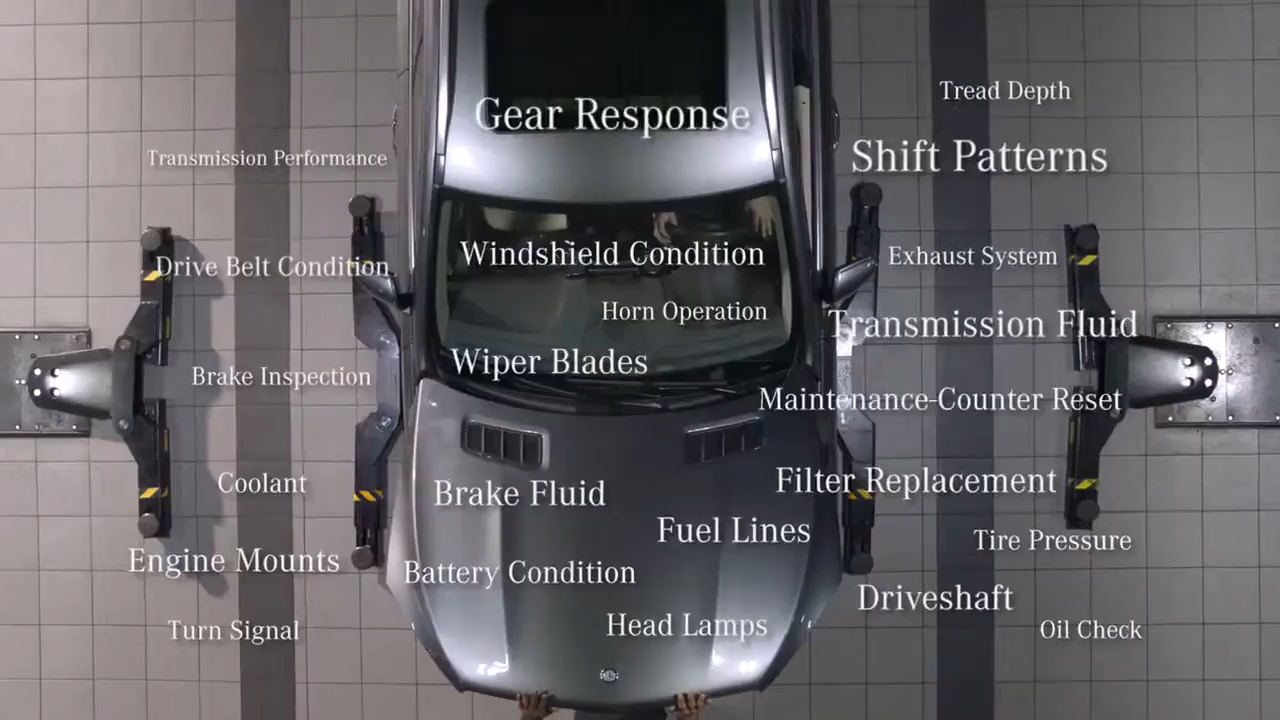 Tread Depth
Gear Response
Transmission Performance
Shift Patterns
Windshield Condition
Exhaust System
Drive Belt Condition
Horn Operation
Transmission Fluid
Wiper Blades
Brake Inspection
Maintenance-Counter Reset
Coolant
Brake Fluid
Filter Replacement
Fuel Lines
Tire Pressure
Engine Mounts
Battery Condition
Driveshaft
Turn Signal
Head Lamps
Oil Check